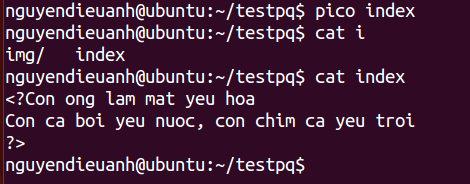 nguyendieuanh@ubuntu:~/testpq$ pico index
nguyendieuanh@ubuntu:~/testpq$ cat i
img/   index
nguyendieuanh@ubuntu:~/testpq$ cat index
<?Con ong lam mat yeu hoa
Con ca boi yeu nuoc, con chim ca yeu troi
?>
nguyendieuanh@ubuntu:~/testpq$